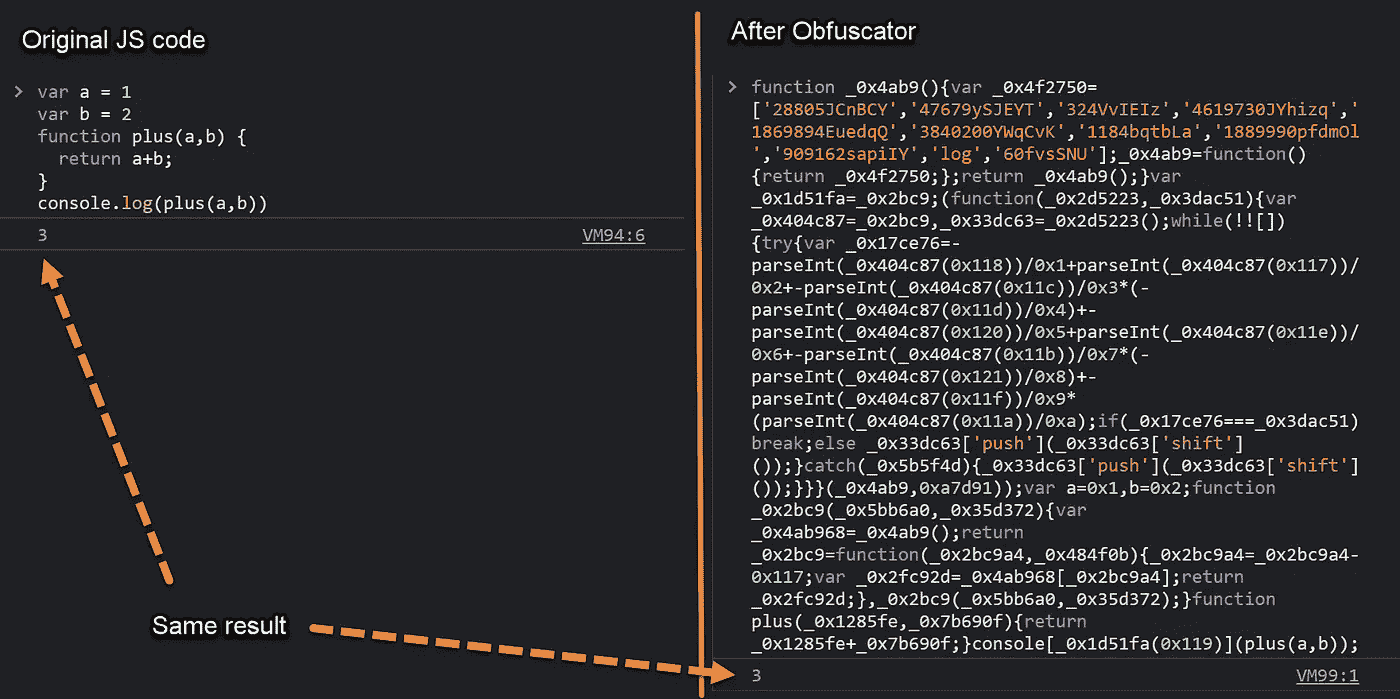 Original JS code
var a = 1
var b = 2
function plus(a,b) {
  return a+b;
}
console.log(plus(a,b))
3 VM94:6
Same result
After Obfuscator
function _0x4ab9(){var _0x4f2750=
['28805JCnBCY','47679ySJEYT','324VvIEIz','4619730JYhizq','
1869894EuedqQ','3840200YWqCvK','1184bqtbLa','1889990pfdmOl
','909162sapiIY','log','60fvsSNU'];_0x4ab9=function()
{return _0x4f2750;};return _0x4ab9();}var
_0x1d51fa=_0x2bc9;(function(_0x2d5223,_0x3dac51){var
_0x404c87=_0x2bc9,_0x33dc63=_0x2d5223();while(!![])
{try{var _0x17ce76=-
parseInt(_0x404c87(0x118))/0x1+parseInt(_0x404c87(0x117))/
0x2+-parseInt(_0x404c87(0x11c))/0x3*(-
parseInt(_0x404c87(0x11d))/0x4)+-
parseInt(_0x404c87(0x120))/0x5+parseInt(_0x404c87(0x11e))/
0x6+-parseInt(_0x404c87(0x11b))/0x7*(-
parseInt(_0x404c87(0x121))/0x8)+-
parseInt(_0x404c87(0x11f))/0x9*
(parseInt(_0x404c87(0x11a))/0xa);if(_0x17ce76===_0x3dac51)
break;else _0x33dc63['push'](_0x33dc63['shift']
());}catch(_0x5b5f4d){_0x33dc63['push'](_0x33dc63['shift']
());}}}(_0x4ab9,0xa7d91));var a=0x1,b=0x2;function
_0x2bc9(_0x5bb6a0,_0x35d372){var
_0x4ab968=_0x4ab9();return
_0x2bc9=function(_0x2bc9a4,_0x484f0b){_0x2bc9a4=_0x2bc9a4-
0x117;var _0x2fc92d=_0x4ab968[_0x2bc9a4];return
_0x2fc92d;},_0x2bc9(_0x5bb6a0,_0x35d372);}function
plus(_0x1285fe,_0x7b690f){return
_0x1285fe+_0x7b690f;}console[_0x1d51fa(0x119)](plus(a,b));
3 VM99:1